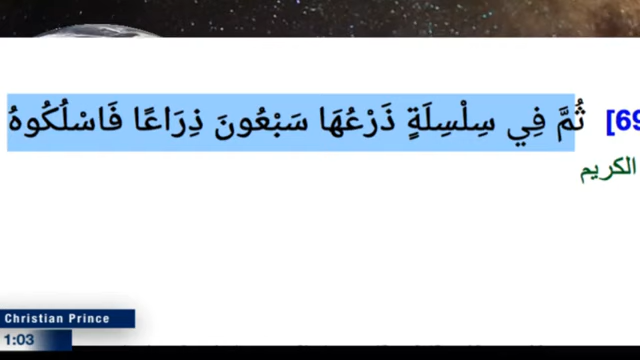 ثُمَّ فِي سِلْسِلَةٍ ذَرْعُهَا سَبْعُونَ ذِرَاعًا فَاسْلُكُوهُ [69
الكريم
Christian Prince
1:03